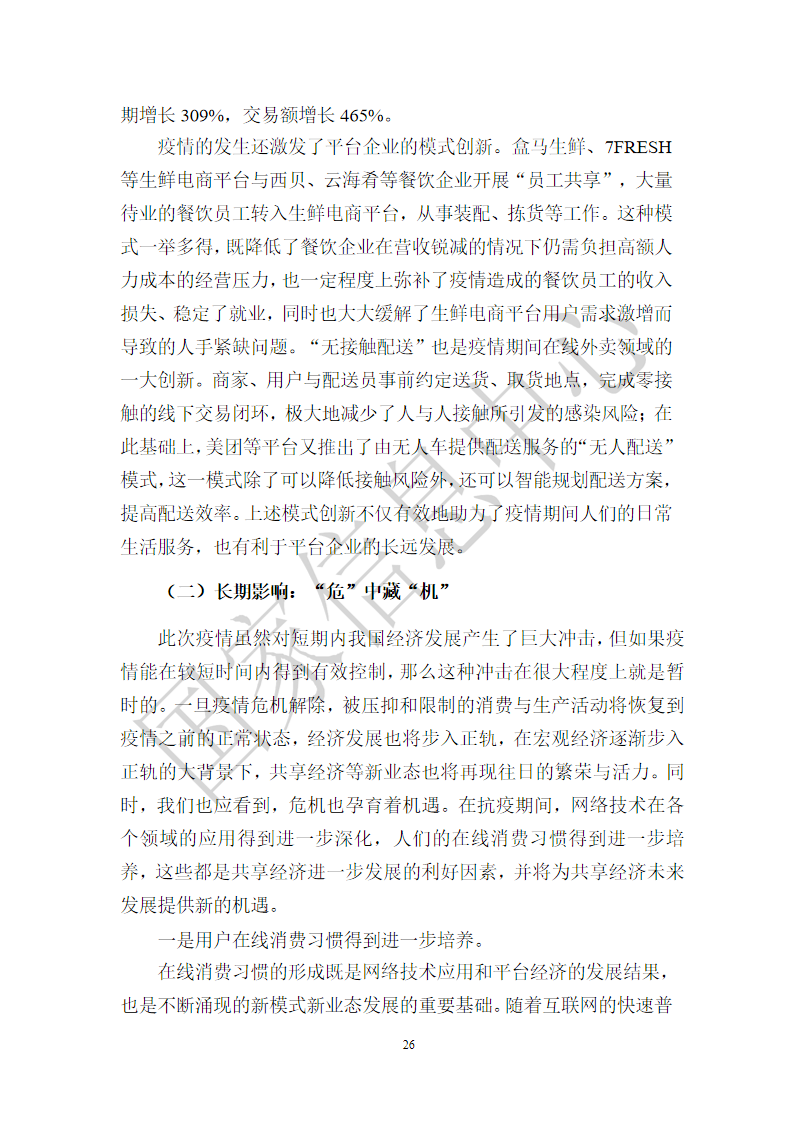 期增长 309%，交易额增长 465%。
疫情的发生还激发了平台企业的模式创新。盒马生鲜、7FRESH
等生鲜电商平台与西贝、云海肴等餐饮企业开展“员工共享”，大量
待业的餐饮员工转入生鲜电商平台，从事装配、拣货等工作。这种模
式一举多得，既降低了餐饮企业在营收锐减的情况下仍需负担高额人
力成本的经营压力，也一定程度上弥补了疫情造成的餐饮员工的收入
损失、稳定了就业，同时也大大缓解了生鲜电商平台用户需求激增而
导致的人手紧缺问题。“无接触配送”也是疫情期间在线外卖领域的
一大创新。商家、用户与配送员事前约定送货、取货地点，完成零接
触的线下交易闭环，极大地减少了人与人接触所引发的感染风险；在
此基础上，美团等平台又推出了由无人车提供配送服务的“无人配送”
模式，这一模式除了可以降低接触风险外，还可以智能规划配送方案，
提高配送效率。上述模式创新不仅有效地助力了疫情期间人们的日常
生活服务，也有利于平台企业的长远发展。
（二）长期影响：“危”中藏“机”
此次疫情虽然对短期内我国经济发展产生了巨大冲击，但如果疫
情能在较短时间内得到有效控制，那么这种冲击在很大程度上就是暂
时的。一旦疫情危机解除，被压抑和限制的消费与生产活动将恢复到
疫情之前的正常状态，经济发展也将步入正轨，在宏观经济逐渐步入
正轨的大背景下，共享经济等新业态也将再现往日的繁荣与活力。同
时，我们也应看到，危机也孕育着机遇。在抗疫期间，网络技术在各
个领域的应用得到进一步深化，人们的在线消费习惯得到进一步培
养，这些都是共享经济进一步发展的利好因素，并将为共享经济未来
发展提供新的机遇。
一是用户在线消费习惯得到进一步培养。
在线消费习惯的形成既是网络技术应用和平台经济的发展结果，
也是不断涌现的新模式新业态发展的重要基础。随着互联网的快速普
26
国家信息中心